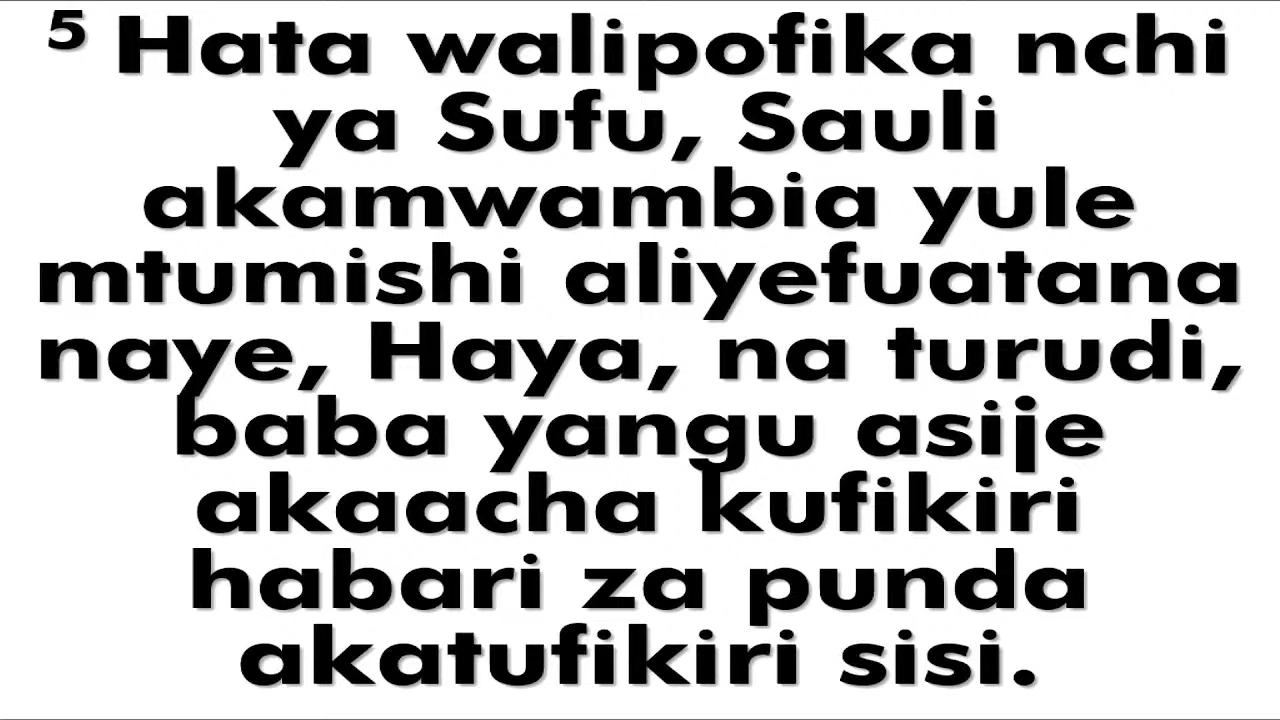 5 Hata walipofika nchi
ya Sufu, Sauli
akamwambia yule
mtumishi aliyefuatana
naye, Haya, na turudi,
baba yangu asije
akaacha kufikiri
habari za punda
akatufikiri sisi.